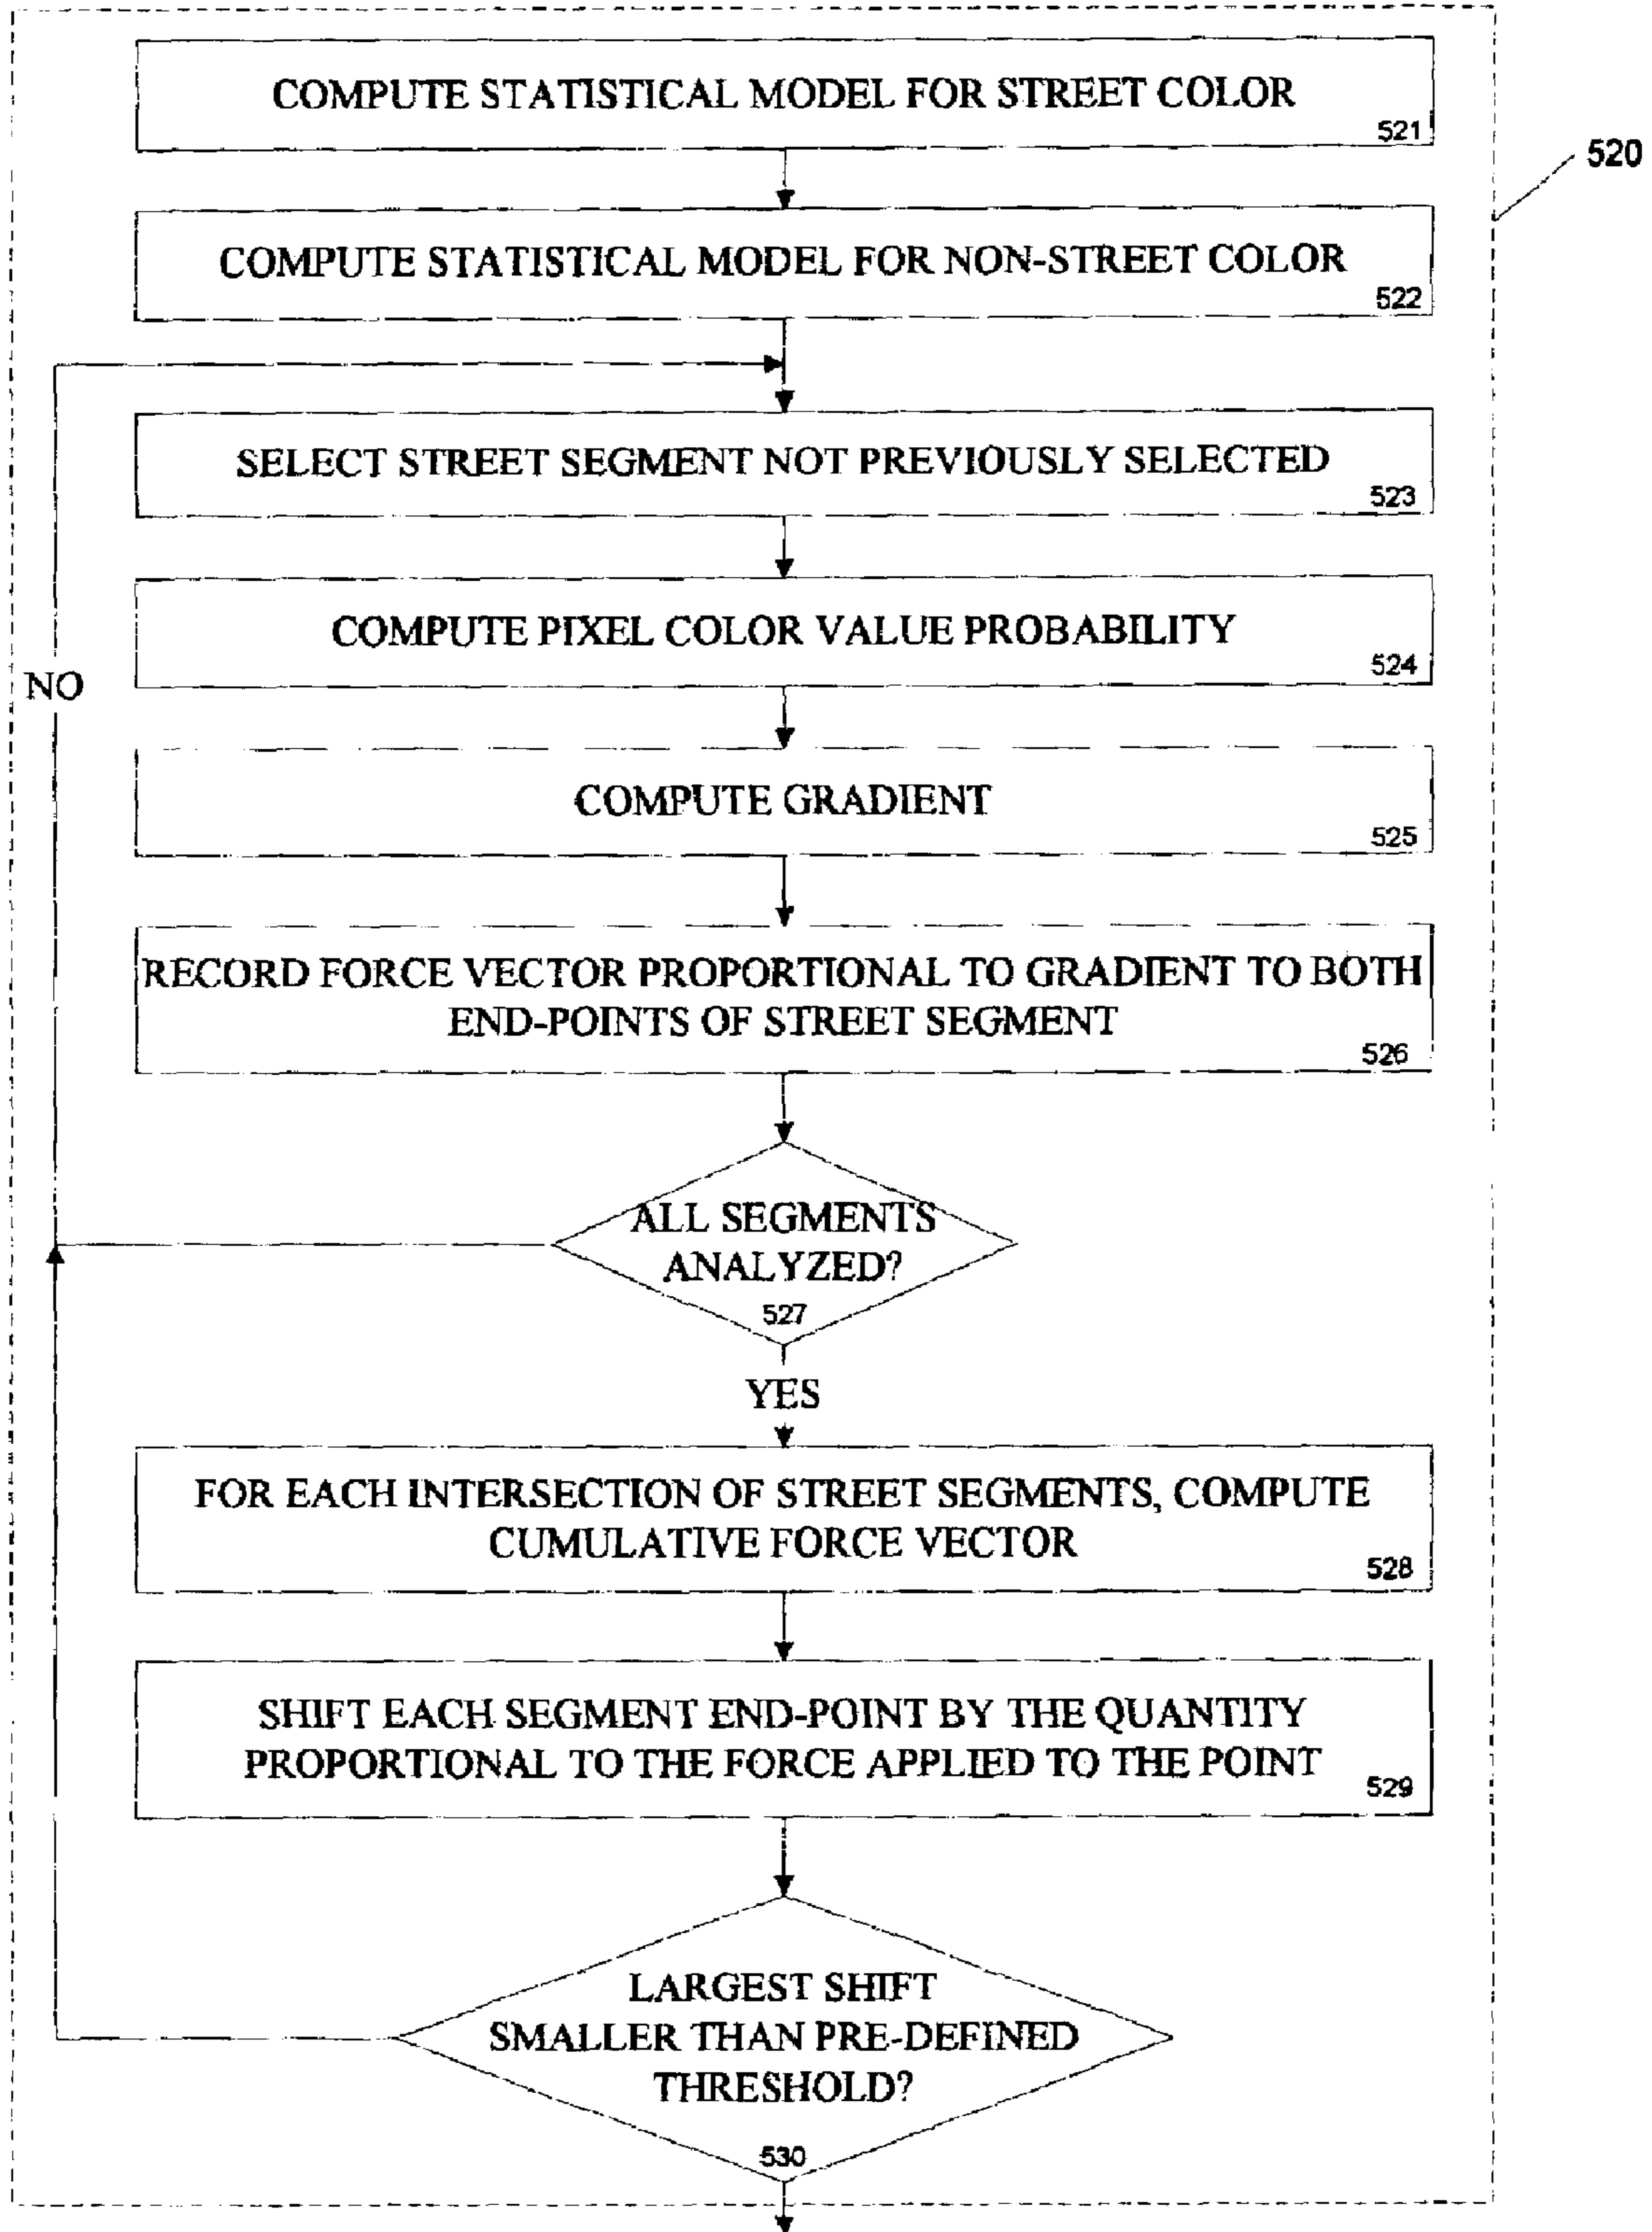 COMPUTE STATISTICAL MODEL FOR STREET COLOR
521
520
COMPUTE STATISTICAL MODEL FOR NON-STREET COLOR
522
SELECT STREET SEGMENT NOT PREVIOUSLY SELECTED
523
COMPUTE PIXEL COLOR VALUE PROBABILITY
524
NO
COMPUTE GRADIENT
525
RECORD FORCE VECTOR PROPORTIONAL TO GRADIENT TO BOTH
END-POINTS OF STREET SEGMENT
526
ALL SEGMENTS
ANALYZED?
527
YES
FOR EACH INTERSECTION OF STREET SEGMENTS, COMPUTE
CUMULATIVE FORCE VECTOR
528
SHIFT EACH SEGMENT END-POINT BY THE QUANTITY
PROPORTIONAL TO THE FORCE APPLIED TO THE POINT
529
LARGEST SHIFT
SMALLER THAN PRE-DEFINED
THRESHOLD?
530